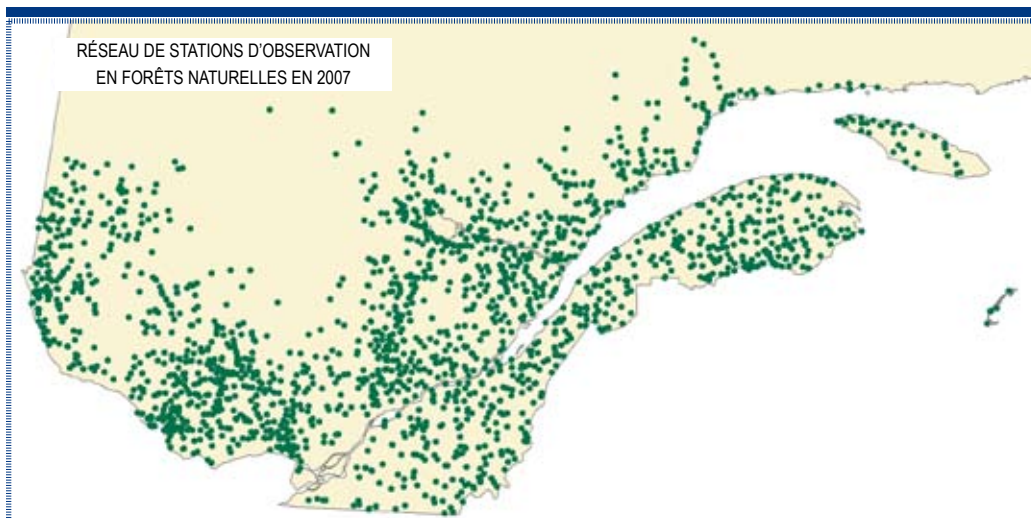 RÉSEAU DE STATIONS D'OBSERVATION
EN FORÊTS NATURELLES EN 2007